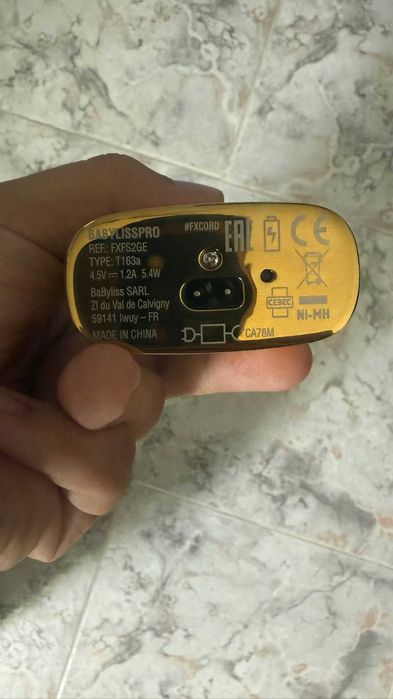 BABYLISSPRO
REF.: FXFS2GE
TYPE: T163a
4.5V⎓ 1.2A 5.4W
BaByliss SARL
ZI du Val de Calvigny
59141 Iwuy – FR
MADE IN CHINA
#FXCORD
EAC
CE
CEBEC
Ni-MH
CA78M